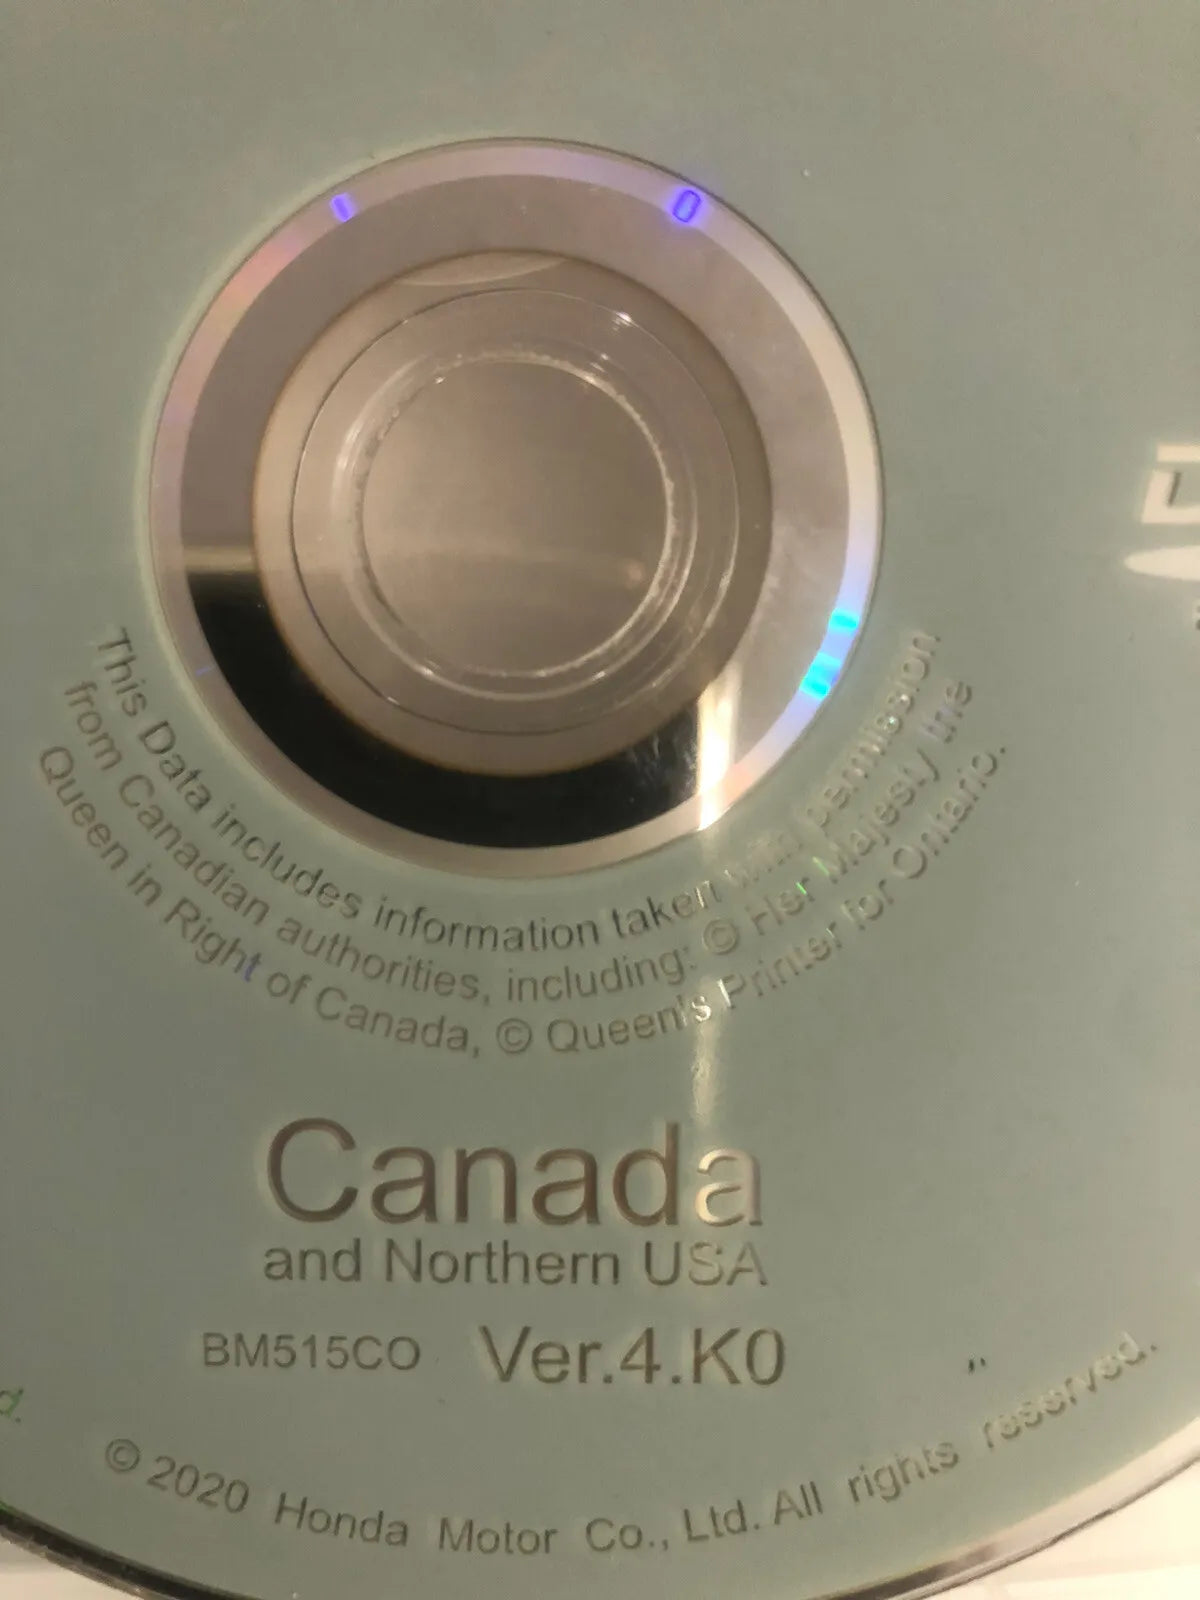 This Data includes information taken with permission
from Canadian authorities, including: © Her Majesty the
Queen in Right of Canada, © Queen's Printer for Ontario.
Canada
and Northern USA
BM515CO Ver.4.K0
d.
© 2020 Honda Motor Co., Ltd. All rights reserved.